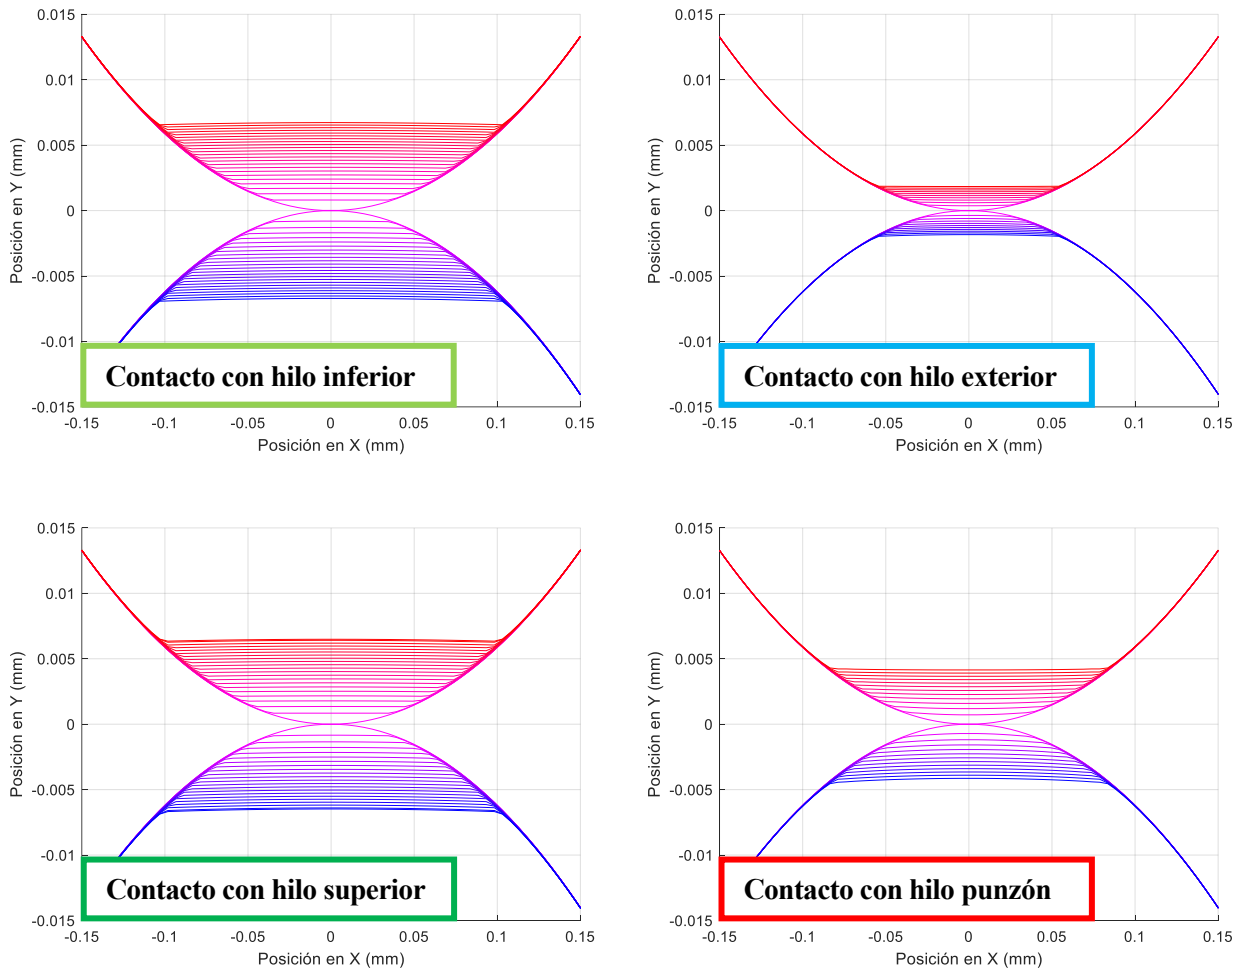 0.015
0.01
0.005
0
-0.005
-0.01
-0.015
Posición en Y (mm)
Contacto con hilo inferior
-0.15 -0.1 -0.05 0 0.05 0.1 0.15
Posición en X (mm)
0.015
0.01
0.005
0
-0.005
-0.01
-0.015
Posición en Y (mm)
Contacto con hilo exterior
-0.15 -0.1 -0.05 0 0.05 0.1 0.15
Posición en X (mm)
0.015
0.01
0.005
0
-0.005
-0.01
-0.015
Posición en Y (mm)
Contacto con hilo superior
-0.15 -0.1 -0.05 0 0.05 0.1 0.15
Posición en X (mm)
0.015
0.01
0.005
0
-0.005
-0.01
-0.015
Posición en Y (mm)
Contacto con hilo punzón
-0.15 -0.1 -0.05 0 0.05 0.1 0.15
Posición en X (mm)